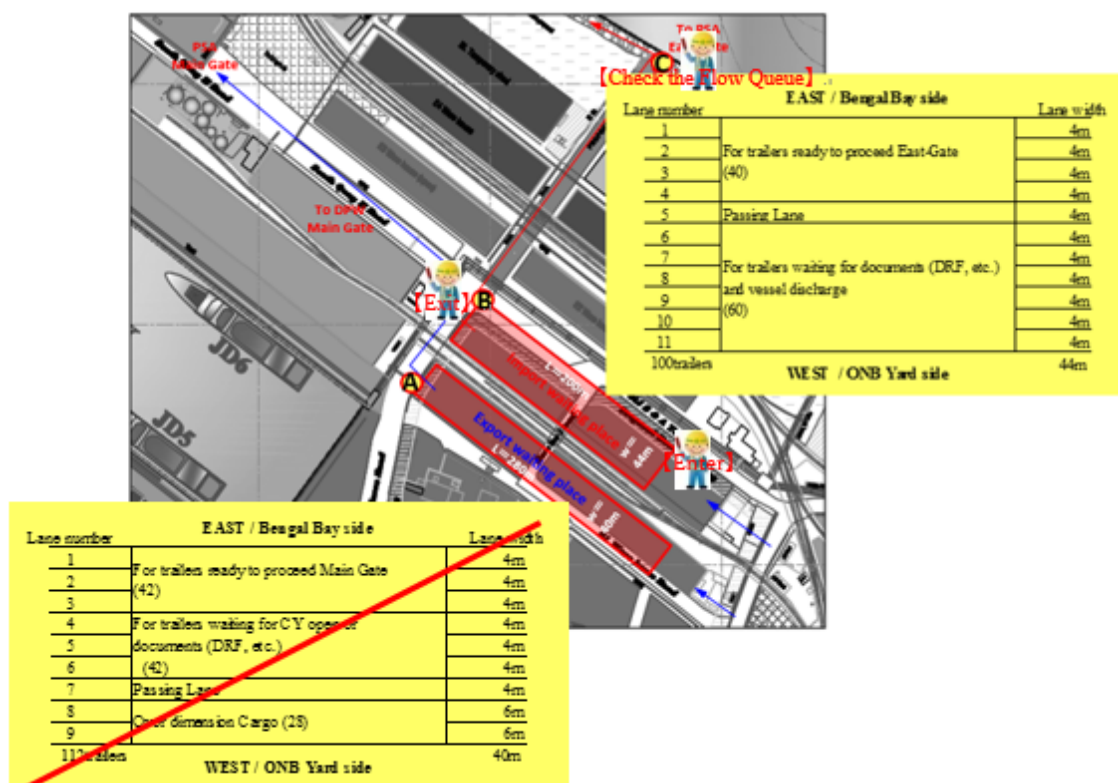 PSA
Main Gate
To PSA
C
【Check the Flow Queue】
EAST / Bengal Bay side
Lane number
Lane width
1
4m
2
For trailers ready to proceed East-Gate
4m
3
(40)
4m
4
4m
5
Passing Lane
4m
6
4m
7
For trailers waiting for documents (DRF, etc.)
4m
8
and vessel discharge
4m
9
(60)
4m
10
4m
11
4m
100trailers
44m
WEST / ONB Yard side
To DPW
Main Gate
【Exit】
B
A
JD6
JD5
Import waiting place
L=200m
W=
44m
Export waiting place
L=280m
W=
40m
【Enter】
EAST / Bengal Bay side
Lane number
Lane width
1
For trailers ready to proceed Main Gate
4m
2
(42)
4m
3
4m
4
For trailers waiting for CY open or
4m
5
documents (DRF, etc.)
4m
6
(42)
4m
7
Passing Lane
4m
8
Over dimension Cargo (28)
6m
9
6m
112trailers
40m
WEST / ONB Yard side